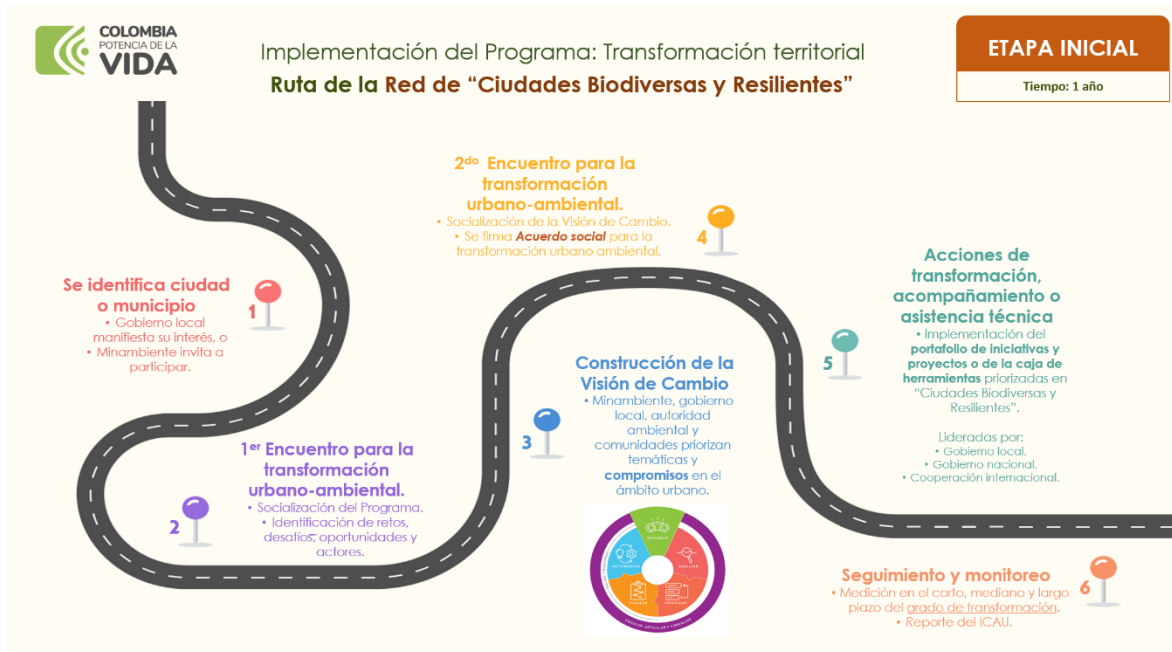 COLOMBIA
POTENCIA DE LA
VIDA
Implementación del Programa: Transformación territorial
Ruta de la Red de “Ciudades Biodiversas y Resilientes”
ETAPA INICIAL
Tiempo: 1 año
Se identifica ciudad
o municipio
• Gobierno local
manifiesta su interés, o
• Minambiente invita a
participar.
1
1er Encuentro para la
transformación
urbano-ambiental.
• Socialización del Programa.
• Identificación de retos,
desafíos, oportunidades y
actores.
2
Construcción de la
Visión de Cambio
• Minambiente, gobierno
local, autoridad
ambiental y
comunidades priorizan
temáticas y
compromisos en el
ámbito urbano.
3
2do Encuentro para la
transformación
urbano-ambiental.
• Socialización de la Visión de Cambio.
• Se firma Acuerdo social para la
transformación urbano ambiental.
4
Acciones de
transformación,
acompañamiento o
asistencia técnica
• Implementación del
portafolio de iniciativas y
proyectos o de la caja de
herramientas priorizadas en
“Ciudades Biodiversas y
Resilientes”.
Lideradas por:
• Gobierno local.
• Gobierno nacional.
• Cooperación internacional.
5
Seguimiento y monitoreo
• Medición en el corto, mediano y largo
plazo del grado de transformación.
• Reporte del ICAU.
6